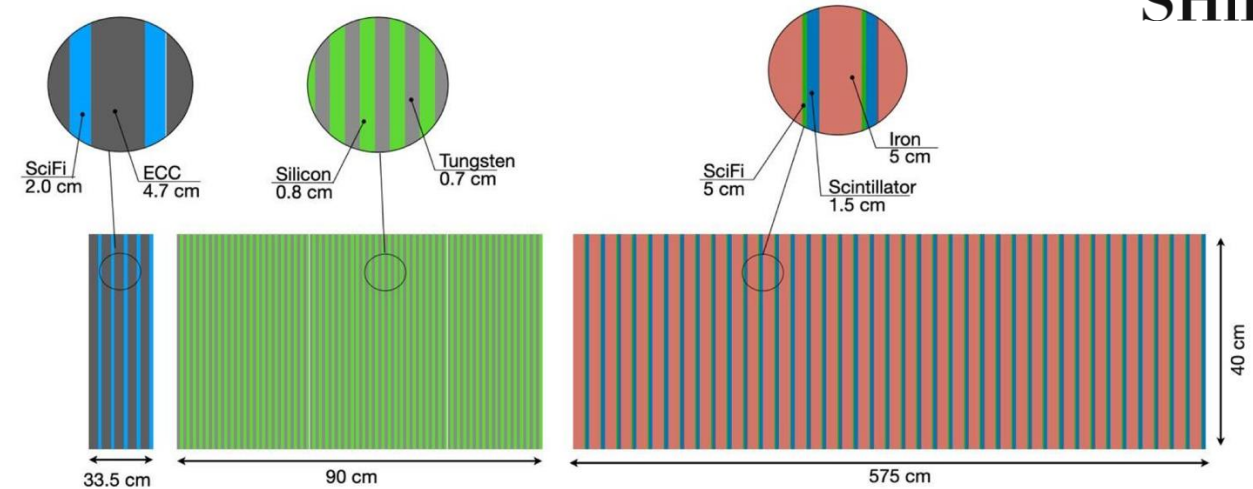 SciFi
2.0 cm
ECC
4.7 cm
Silicon
0.8 cm
Tungsten
0.7 cm
SciFi
5 cm
Scintillator
1.5 cm
Iron
5 cm
40 cm
33.5 cm
90 cm
575 cm